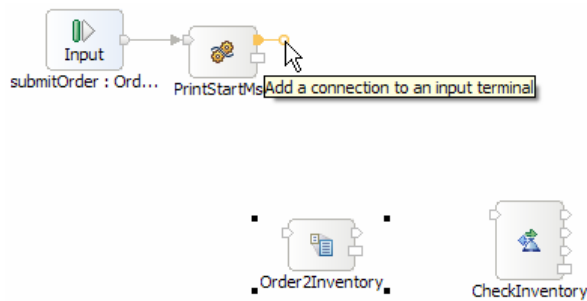 Input
submitOrder : Ord...
PrintStartMs
Add a connection to an input terminal
Order2Inventory
CheckInventory